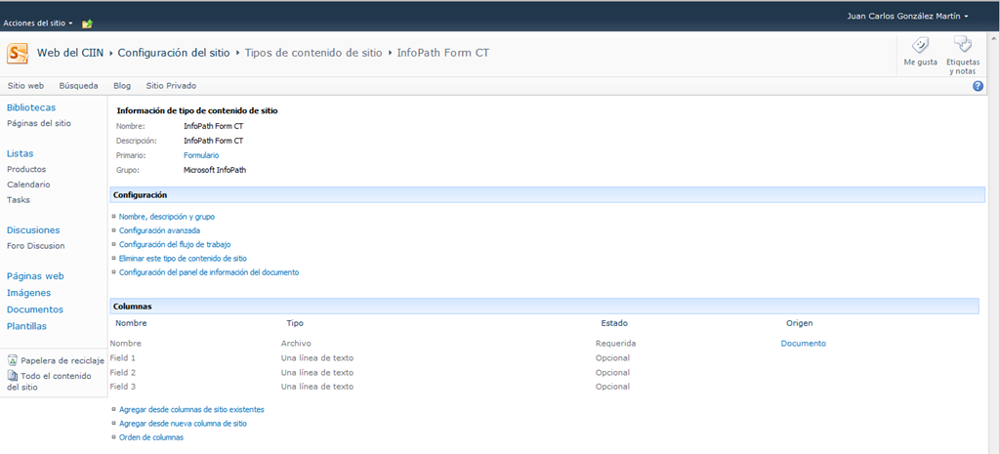 Juan Carlos González Martín
Acciones del sitio
Web del CIIN Configuración del sitio Tipos de contenido de sitio InfoPath Form CT
Me gusta
Etiquetas y notas
Sitio web Búsqueda Blog Sitio Privado
Bibliotecas
Páginas del sitio
Listas
Productos
Calendario
Tasks
Discusiones
Foro Discusion
Páginas web
Imágenes
Documentos
Plantillas
Papelera de reciclaje
Todo el contenido
del sitio
Información de tipo de contenido de sitio
Nombre: InfoPath Form CT
Descripción: InfoPath Form CT
Primario: Formulario
Grupo: Microsoft InfoPath
Configuración
Nombre, descripción y grupo
Configuración avanzada
Configuración del flujo de trabajo
Eliminar este tipo de contenido de sitio
Configuración del panel de información del documento
Columnas
Nombre Tipo Estado Origen
Nombre Archivo Requerida Documento
Field 1 Una línea de texto Opcional
Field 2 Una línea de texto Opcional
Field 3 Una línea de texto Opcional
Agregar desde columnas de sitio existentes
Agregar desde nueva columna de sitio
Orden de columnas